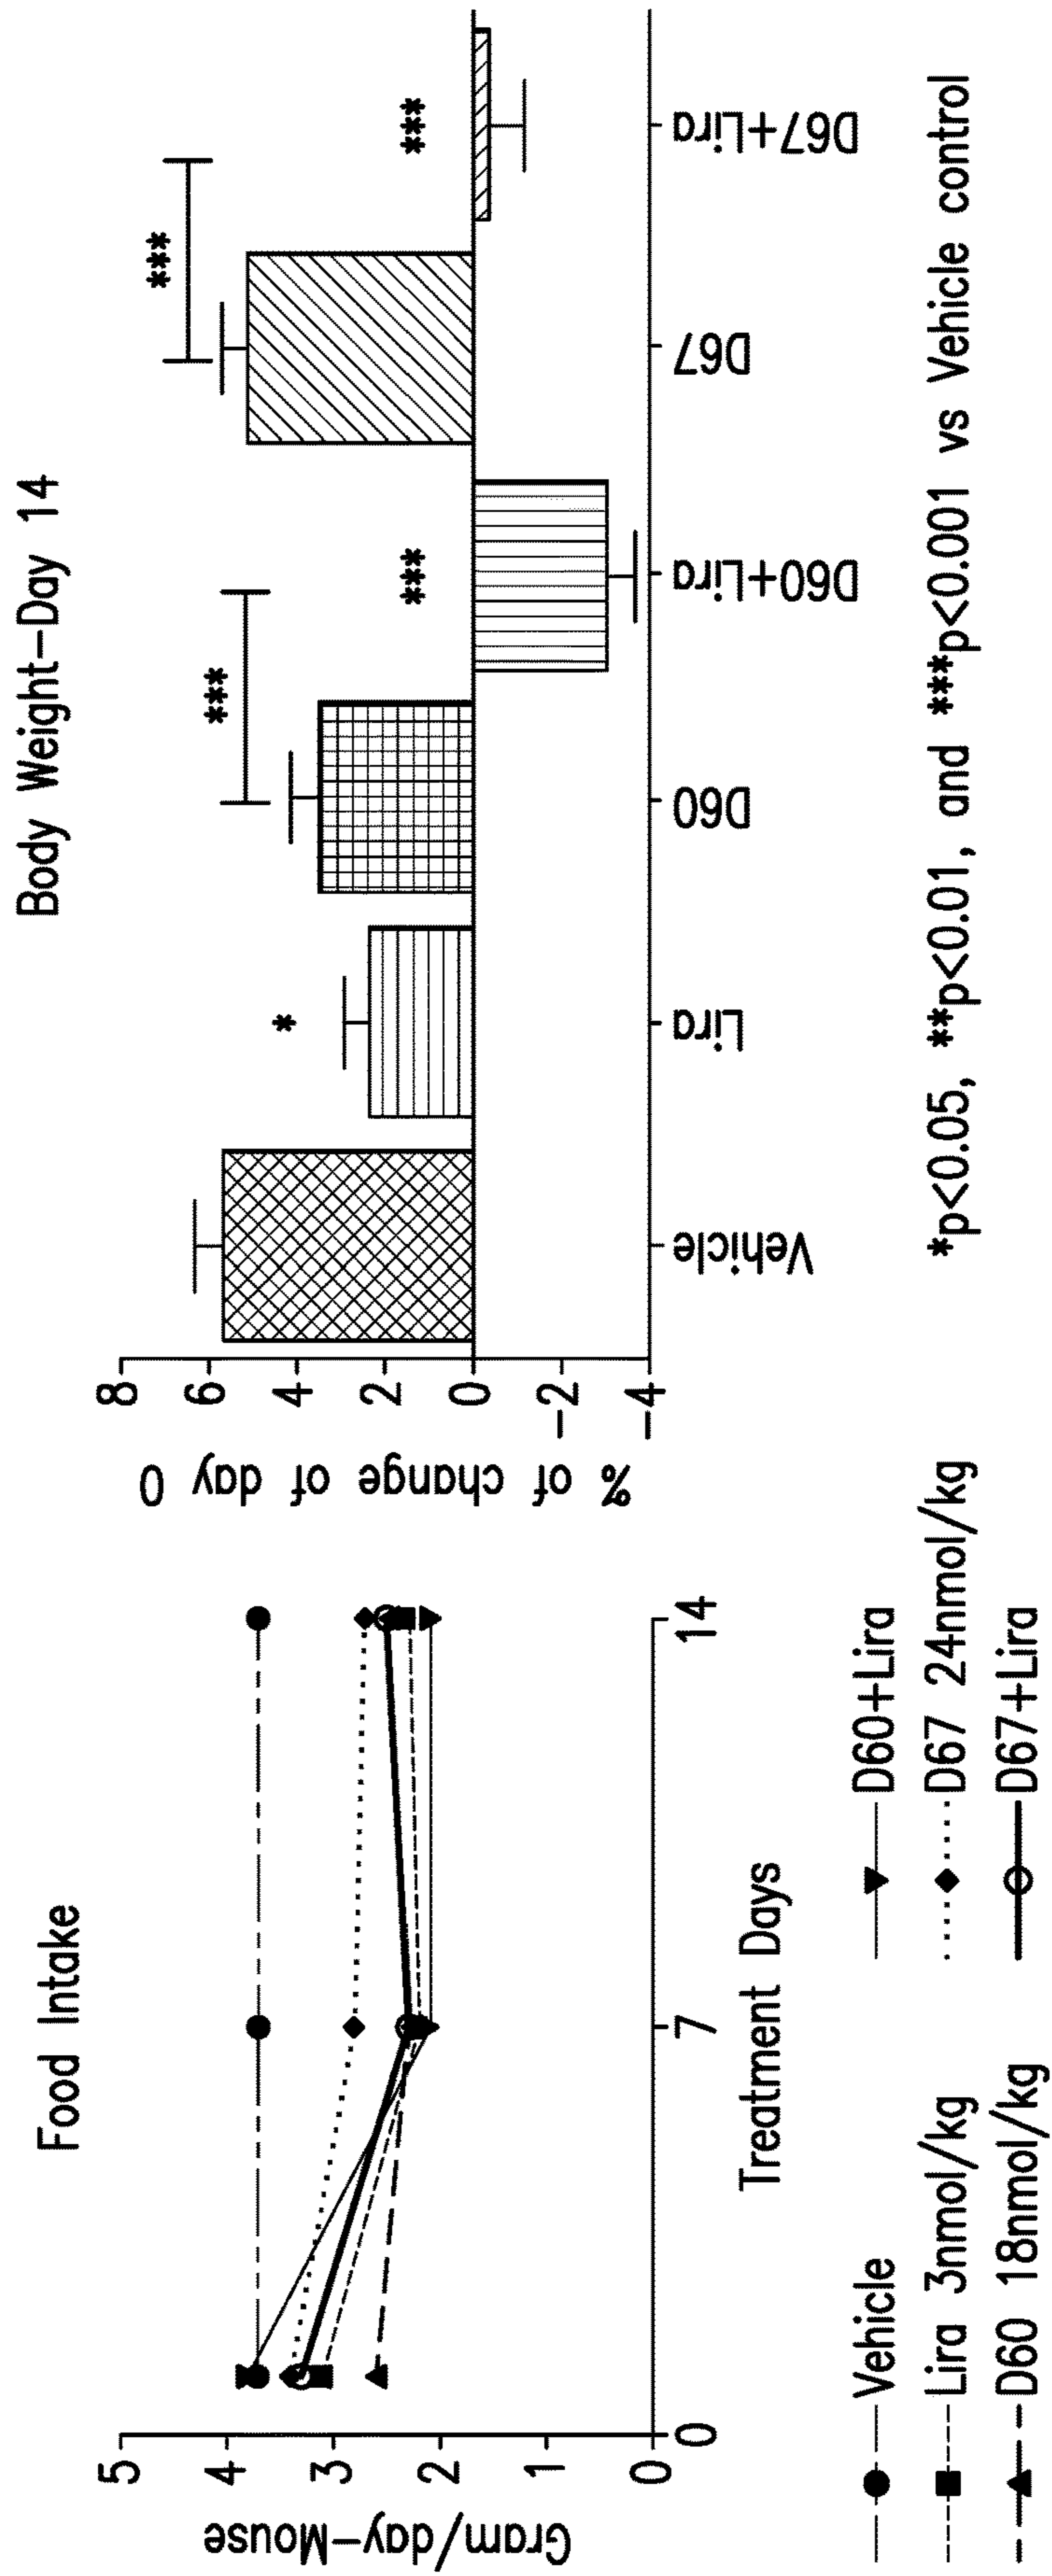 Food Intake
Gram/day-Mouse
5
4
3
2
1
0
0
7
14
Treatment Days
Vehicle
Lira 3nmol/kg
D60 18nmol/kg
D60+Lira
D67 24nmol/kg
D67+Lira
Body Weight-Day 14
% of change of day 0
8
6
4
2
0
-2
-4
*
***
***
***
***
Vehicle
Lira
D60
D60+Lira
D67
D67+Lira
*p<0.05, **p<0.01, and ***p<0.001 vs Vehicle control